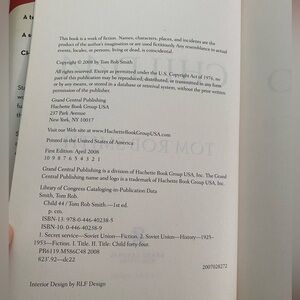 This book is a work of fiction. Names, characters, places, and incidents are
the product of the author's imagination or are used fictitiously. Any resemblance to actual
events, locales, or persons, living or dead, is coincidental.
Copyright © 2008 by Tom Rob Smith
All rights reserved. Except as permitted under the U.S. Copyright Act of 1976, no
part of this publication may be reproduced, distributed, or transmitted in any form
or by any means, or stored in a database or retrieval system, without the prior written
permission of the publisher.
Grand Central Publishing
Hachette Book Group USA
237 Park Avenue
New York, NY 10017
Visit our Web site at www.HachetteBookGroupUSA.com
Printed in the United States of America
First Edition: April 2008
10 9 8 7 6 5 4 3 2 1
Grand Central Publishing is a division of Hachette Book Group USA, Inc. The Grand
Central Publishing name and logo is a trademark of Hachette Book Group USA, Inc.
Library of Congress Cataloging-in-Publication Data
Smith, Tom Rob.
Child 44 / Tom Rob Smith.—1st ed.
p. cm.
ISBN-13: 978-0-446-40238-5
ISBN-10: 0-446-40238-9
1. Secret service—Soviet Union—Fiction. 2. Soviet Union—History—1925-
1953—Fiction. I. Title. II. Title: Child forty-four.
PR6119.M586C48 2008
823'.92—dc22
2007028272
Interior Design by RLF Design